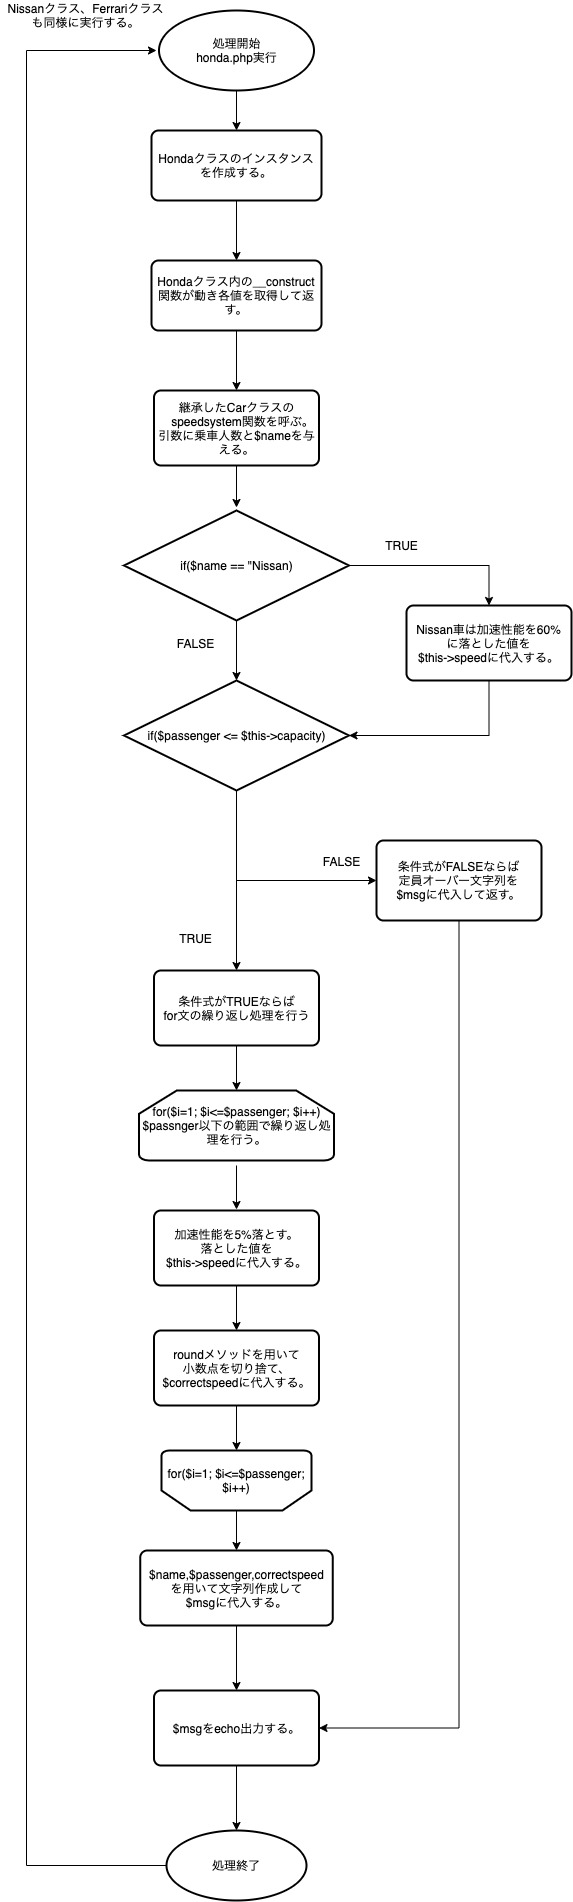 Nissanクラス、Ferrariクラス
も同様に実行する。
処理開始
honda.php実行
Hondaクラスのインスタンス
を作成する。
Hondaクラス内の__construct
関数が動き各値を取得して返
す。
継承したCarクラスの
speedsystem関数を呼ぶ。
引数に乗車人数と$nameを与
える。
if($name == "Nissan)
TRUE
Nissan車は加速性能を60%
に落とした値を
$this->speedに代入する。
FALSE
if($passenger <= $this->capacity)
FALSE
条件式がFALSEならば
定員オーバー文字列を
$msgに代入して返す。
TRUE
条件式がTRUEならば
for文の繰り返し処理を行う
for($i=1; $i<=$passenger; $i++)
$passnger以下の範囲で繰り返し処
理を行う。
加速性能を5%落とす。
落とした値を
$this->speedに代入する。
roundメソッドを用いて
小数点を切り捨て、
$correctspeedに代入する。
for($i=1; $i<=$passenger;
$i++)
$name,$passenger,correctspeed
を用いて文字列作成して
$msgに代入する。
$msgをecho出力する。
処理終了